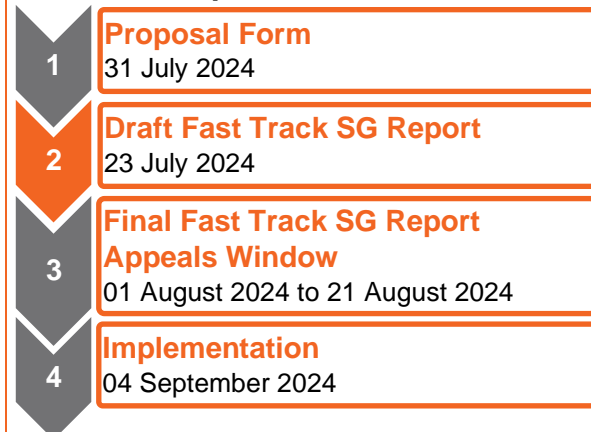 1
Proposal Form
31 July 2024
2
Draft Fast Track SG Report
23 July 2024
3
Final Fast Track SG Report
Appeals Window
01 August 2024 to 21 August 2024
4
Implementation
04 September 2024